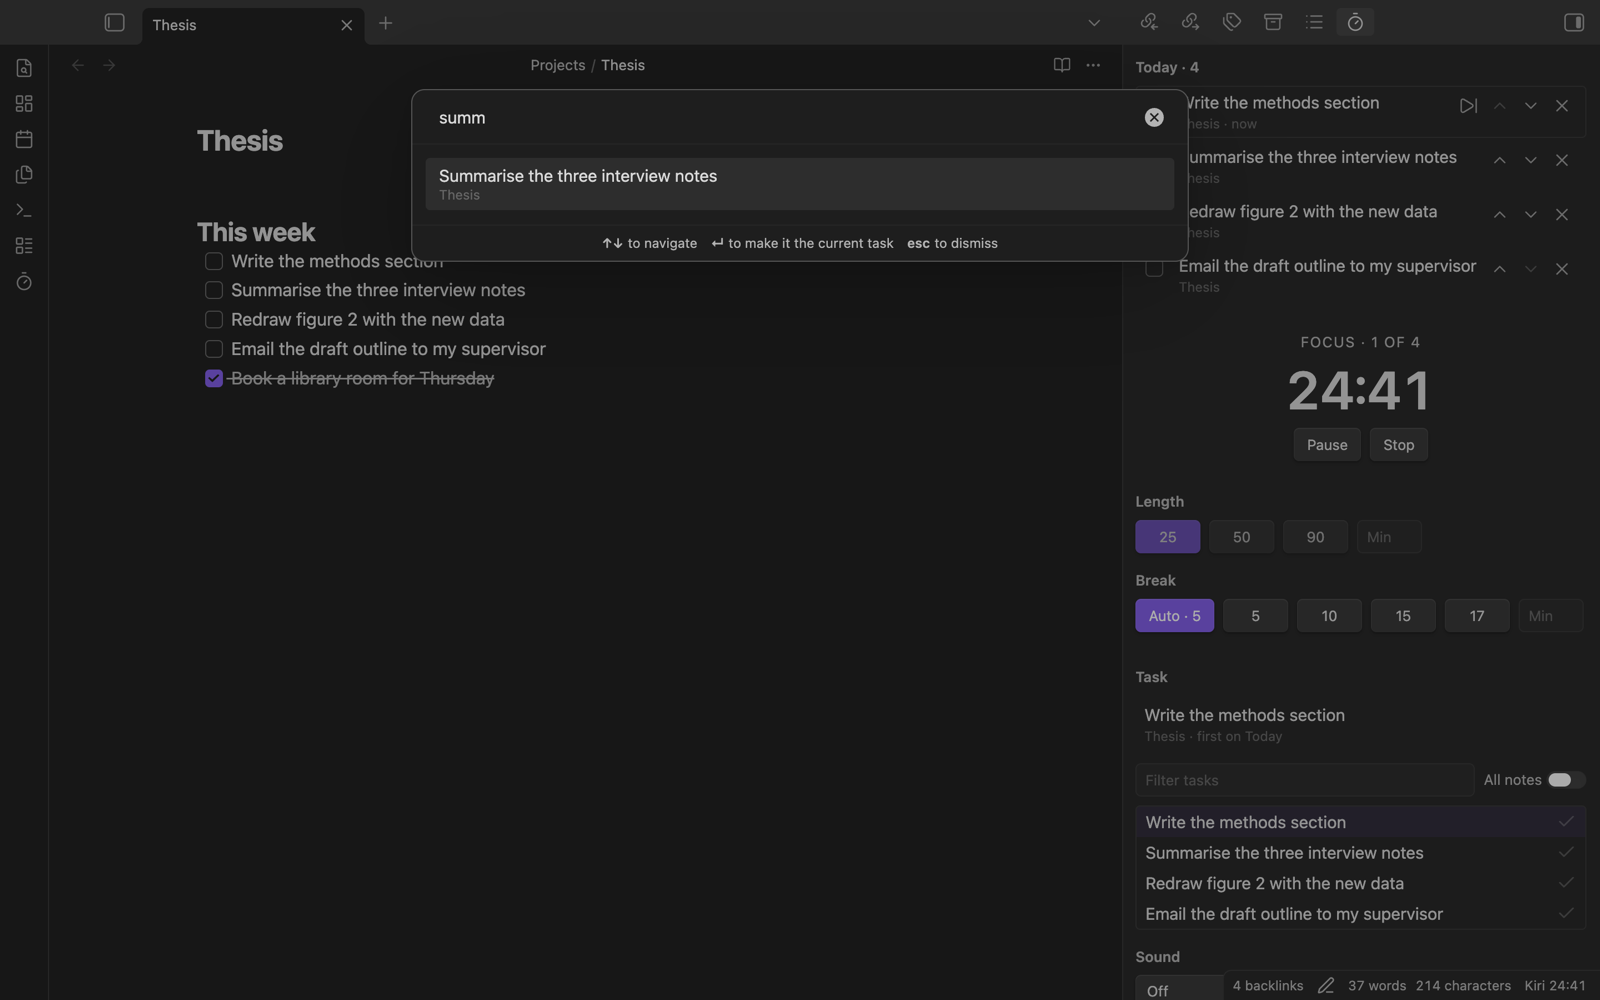 Thesis
Projects / Thesis
Thesis
This week
Write the methods section
Summarise the three interview notes
Redraw figure 2 with the new data
Email the draft outline to my supervisor
Book a library room for Thursday
summ
Summarise the three interview notes
Thesis
↑↓ to navigate ↵ to make it the current task esc to dismiss
Today · 4
Write the methods section
Thesis · now
Summarise the three interview notes
Thesis
Redraw figure 2 with the new data
Thesis
Email the draft outline to my supervisor
Thesis
FOCUS · 1 OF 4
24:41
Pause Stop
Length
25 50 90 Min
Break
Auto · 5 5 10 15 17 Min
Task
Write the methods section
Thesis · first on Today
Filter tasks All notes
Write the methods section
Summarise the three interview notes
Redraw figure 2 with the new data
Email the draft outline to my supervisor
Sound
Off
4 backlinks 37 words 214 characters Kiri 24:41